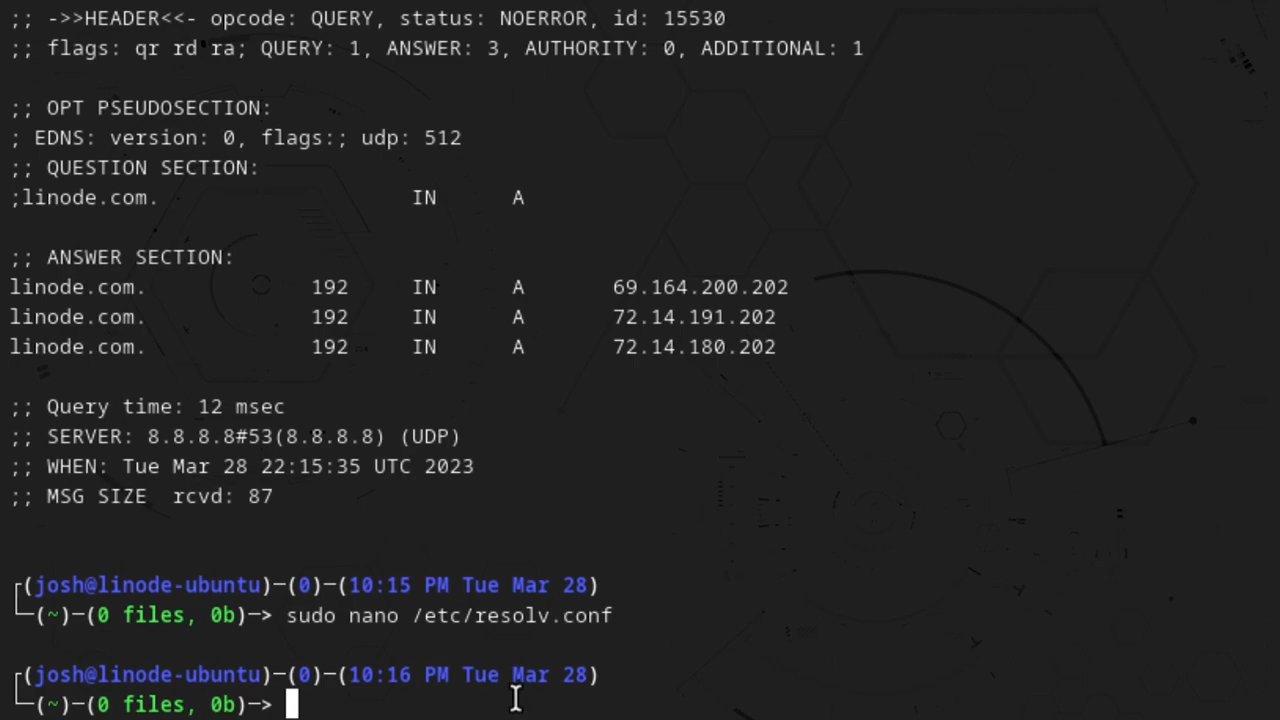 ;; ->>HEADER<<- opcode: QUERY, status: NOERROR, id: 15530
;; flags: qr rd ra; QUERY: 1, ANSWER: 3, AUTHORITY: 0, ADDITIONAL: 1
;; OPT PSEUDOSECTION:
; EDNS: version: 0, flags:; udp: 512
;; QUESTION SECTION:
;linode.com. IN A
;; ANSWER SECTION:
linode.com. 192 IN A 69.164.200.202
linode.com. 192 IN A 72.14.191.202
linode.com. 192 IN A 72.14.180.202
;; Query time: 12 msec
;; SERVER: 8.8.8.8#53(8.8.8.8) (UDP)
;; WHEN: Tue Mar 28 22:15:35 UTC 2023
;; MSG SIZE rcvd: 87
┌(josh@linode-ubuntu)─(0)─(10:15 PM Tue Mar 28)
└─(~)─(0 files, 0b)─> sudo nano /etc/resolv.conf
┌(josh@linode-ubuntu)─(0)─(10:16 PM Tue Mar 28)
└─(~)─(0 files, 0b)─>